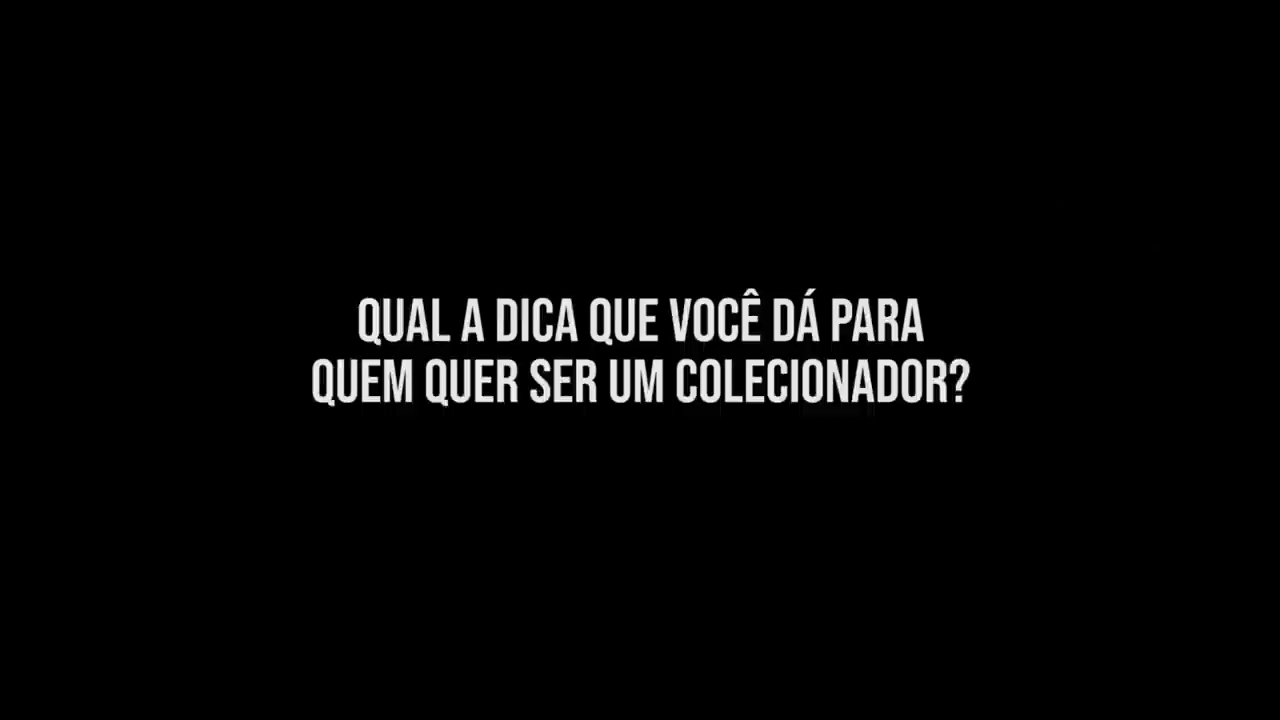 QUAL A DICA QUE VOCÊ DÁ PARA
QUEM QUER SER UM COLECIONADOR?